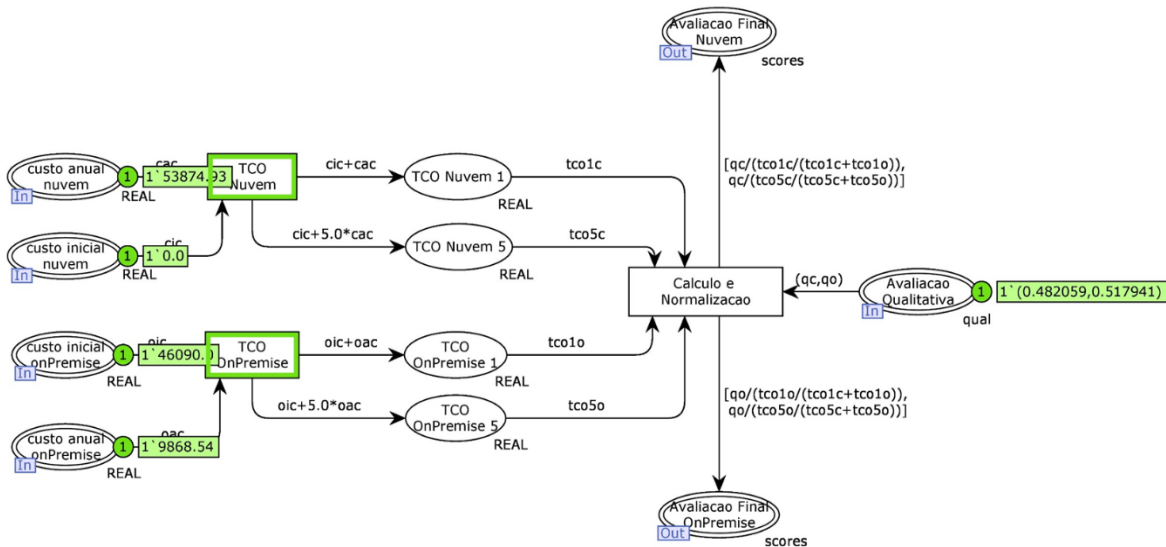 Avaliacao Final
Nuvem
Out
scores
[qc/(tco1c/(tco1c+tco1o)),
qc/(tco5c/(tco5c+tco5o))]
custo anual
nuvem
In
1
cac
1`53874.93
REAL
TCO
Nuvem
cic+cac
TCO Nuvem 1
REAL
tco1c
custo inicial
nuvem
In
1
cic
1`0.0
REAL
cic+5.0*cac
TCO Nuvem 5
REAL
tco5c
Calculo e
Normalizacao
(qc,qo)
Avaliacao
Qualitativa
In
1
1`(0.482059,0.517941)
qual
custo inicial
onPremise
In
1
oic
1`46090.0
REAL
TCO
OnPremise
oic+oac
TCO
OnPremise 1
REAL
tco1o
custo anual
onPremise
In
1
oac
1`9868.54
REAL
oic+5.0*oac
TCO
OnPremise 5
REAL
tco5o
[qo/(tco1o/(tco1c+tco1o)),
qo/(tco5o/(tco5c+tco5o))]
Avaliacao Final
OnPremise
Out
scores